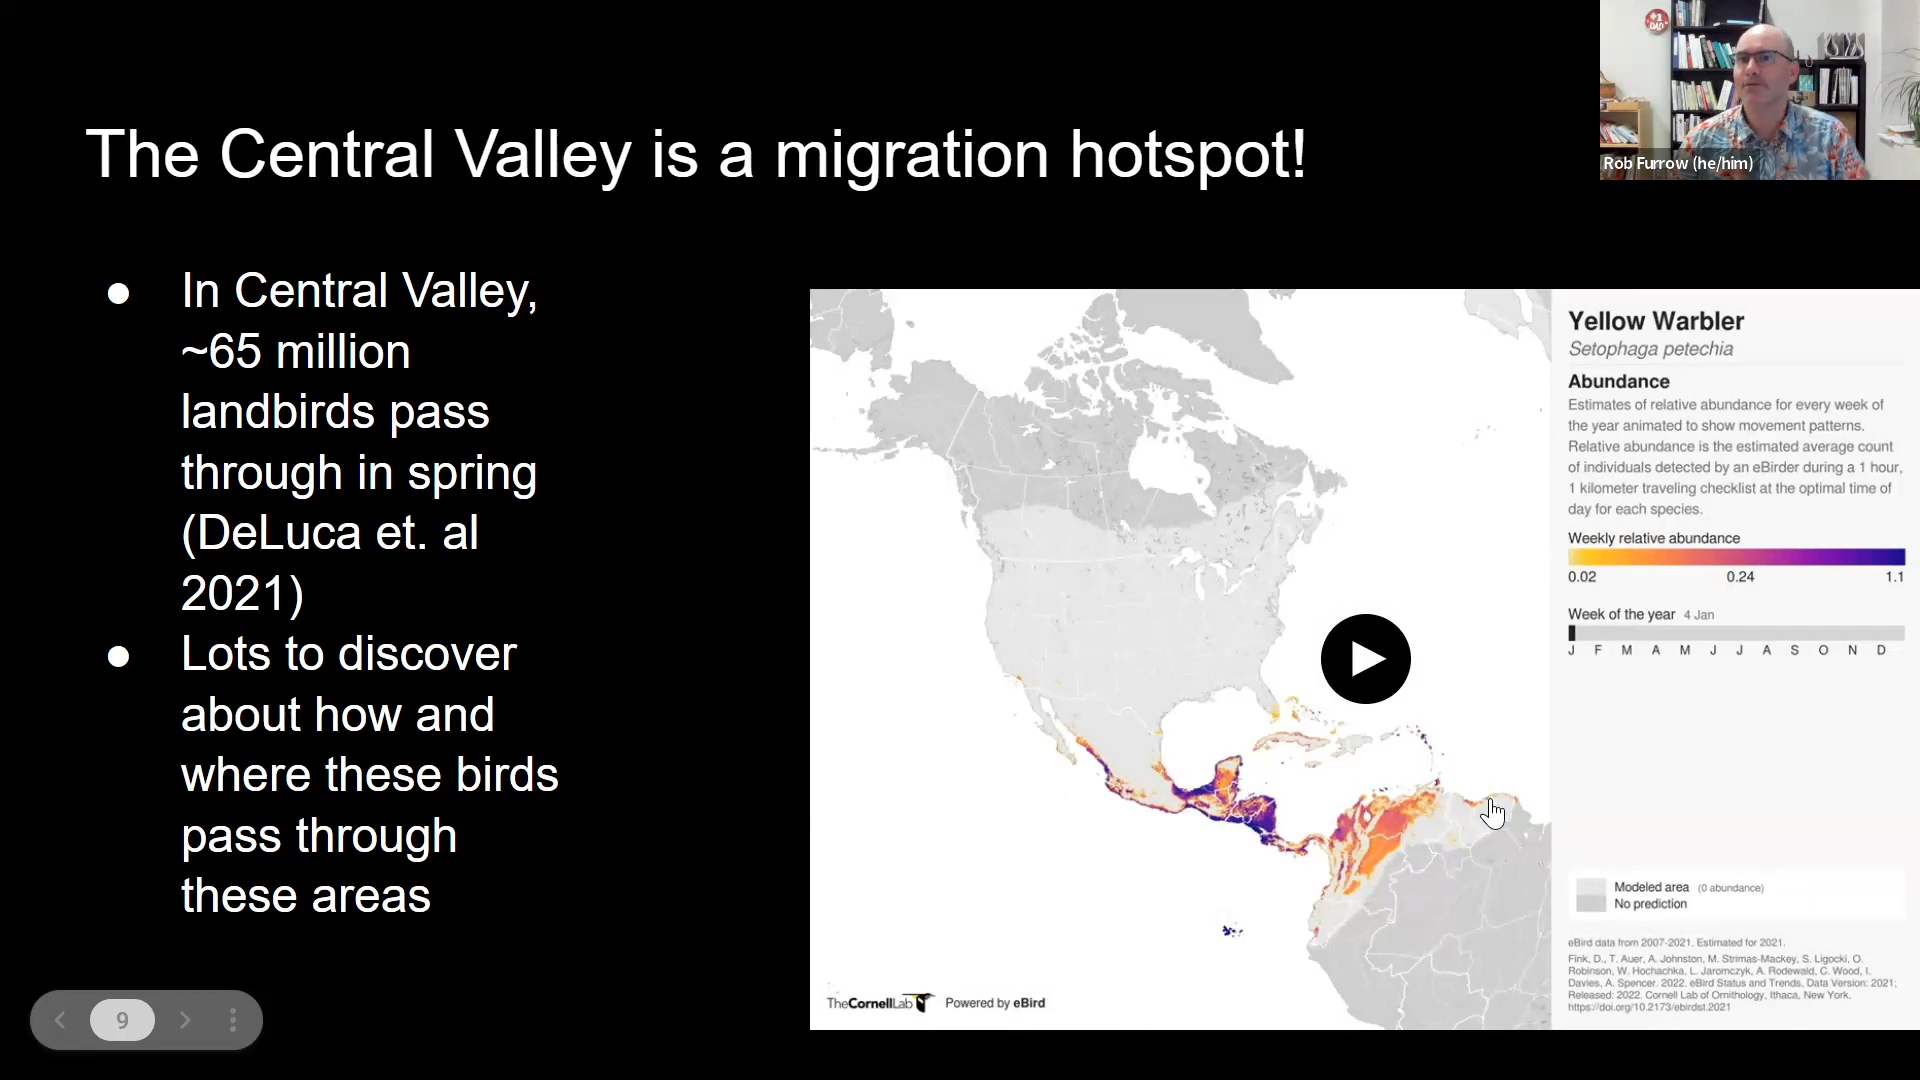 The Central Valley is a migration hotspot!
● In Central Valley,
~65 million
landbirds pass
through in spring
(DeLuca et. al
2021)
● Lots to discover
about how and
where these birds
pass through
these areas
#1
DAD
Rob Furrow (he/him)
Yellow Warbler
Setophaga petechia
Abundance
Estimates of relative abundance for every week of
the year animated to show movement patterns.
Relative abundance is the estimated average count
of individuals detected by an eBirder during a 1 hour,
1 kilometer traveling checklist at the optimal time of
day for each species.
Weekly relative abundance
0.02 0.24 1.1
Week of the year 4 Jan
J F M A M J J A S O N D
Modeled area (0 abundance)
No prediction
eBird data from 2007-2021. Estimated for 2021.
Fink, D., T. Auer, A. Johnston, M. Strimas-Mackey, S. Ligocki, O.
Robinson, W. Hochachka, L. Jaromczyk, A. Rodewald, C. Wood, I.
Davies, A. Spencer. 2022. eBird Status and Trends, Data Version: 2021;
Released: 2022. Cornell Lab of Ornithology, Ithaca, New York.
https://doi.org/10.2173/ebirdst.2021
TheCornellLab Powered by eBird
9